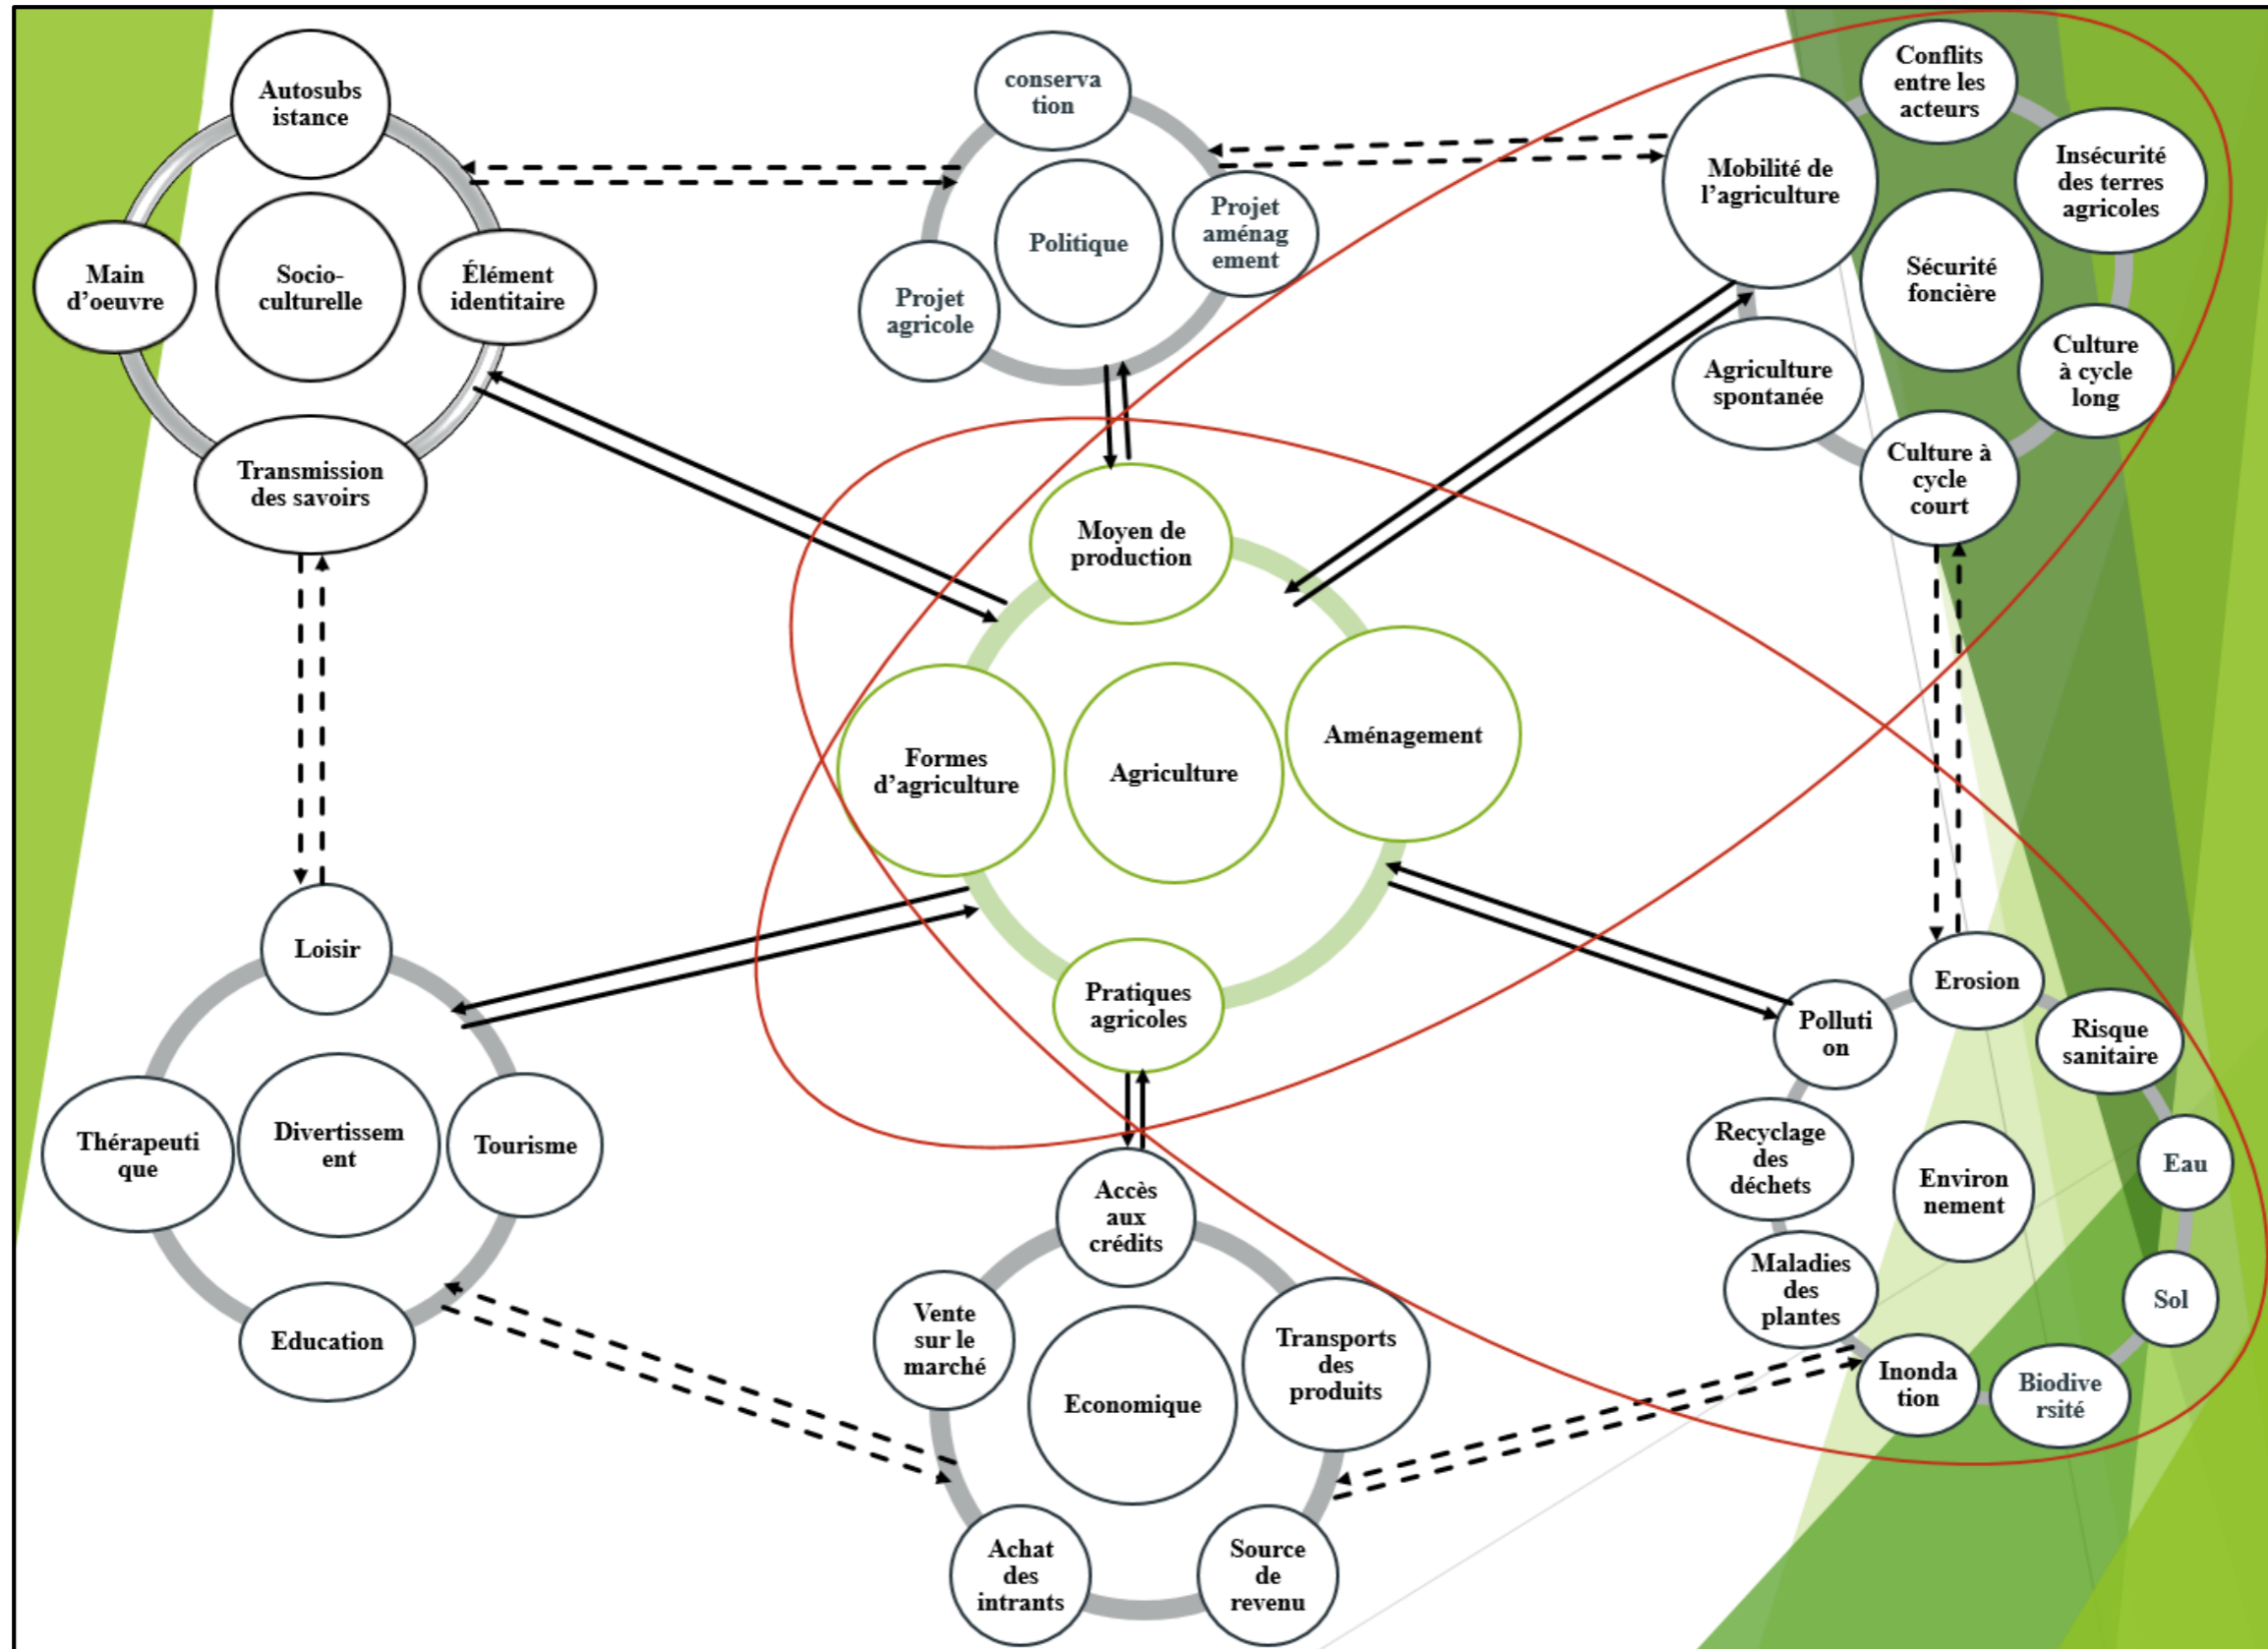 Autosubs
istance
Main
d’oeuvre
Socio-
culturelle
Élément
identitaire
Transmission
des savoirs
conserva
tion
Politique
Projet
aménag
ement
Projet
agricole
Conflits
entre les
acteurs
Mobilité de
l’agriculture
Insécurité
des terres
agricoles
Sécurité
foncière
Agriculture
spontanée
Culture
à cycle
long
Culture à
cycle
court
Moyen de
production
Formes
d’agriculture
Agriculture
Aménagement
Pratiques
agricoles
Loisir
Thérapeuti
que
Divertissem
ent
Tourisme
Education
Accès
aux
crédits
Vente
sur le
marché
Economique
Transports
des
produits
Achat
des
intrants
Source
de
revenu
Erosion
Polluti
on
Risque
sanitaire
Recyclage
des
déchets
Environ
nement
Eau
Maladies
des
plantes
Sol
Inonda
tion
Biodive
rsité